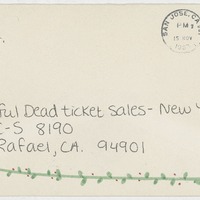 SAN JOSE, CA
PM
15 NOV
ful Dead ticket Sales- New Y
-S 8190
Rafael, CA. 94901